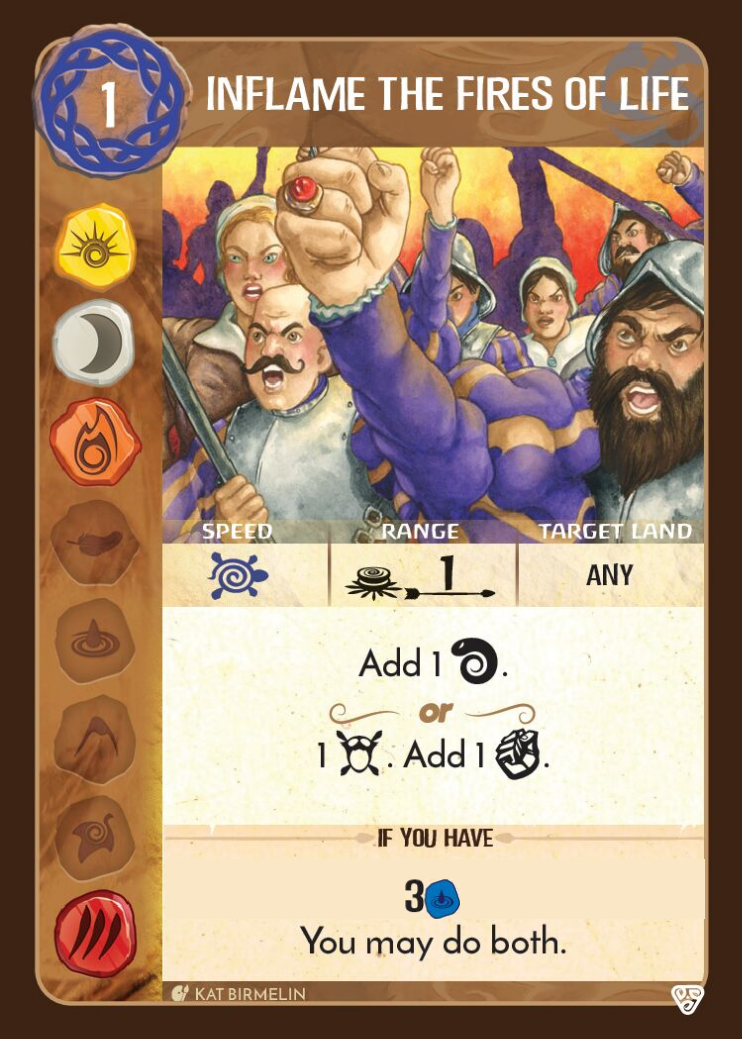 1
INFLAME THE FIRES OF LIFE
SPEED RANGE TARGET LAND
1 ANY
Add 1 .
or
1 . Add 1 .
IF YOU HAVE
3
You may do both.
KAT BIRMELIN